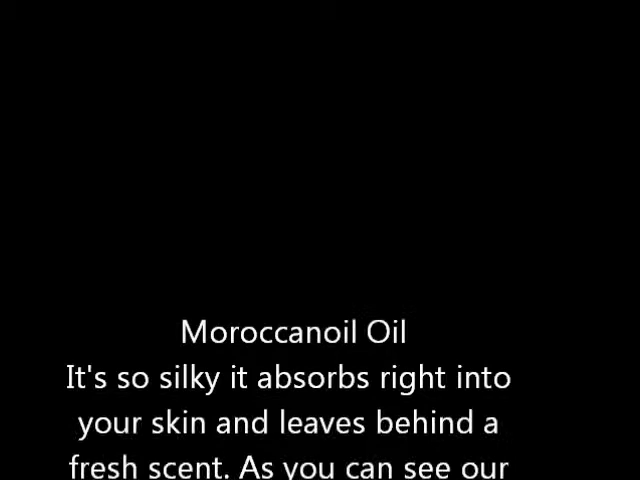 Moroccanoil Oil
It's so silky it absorbs right into
your skin and leaves behind a
fresh scent. As you can see our